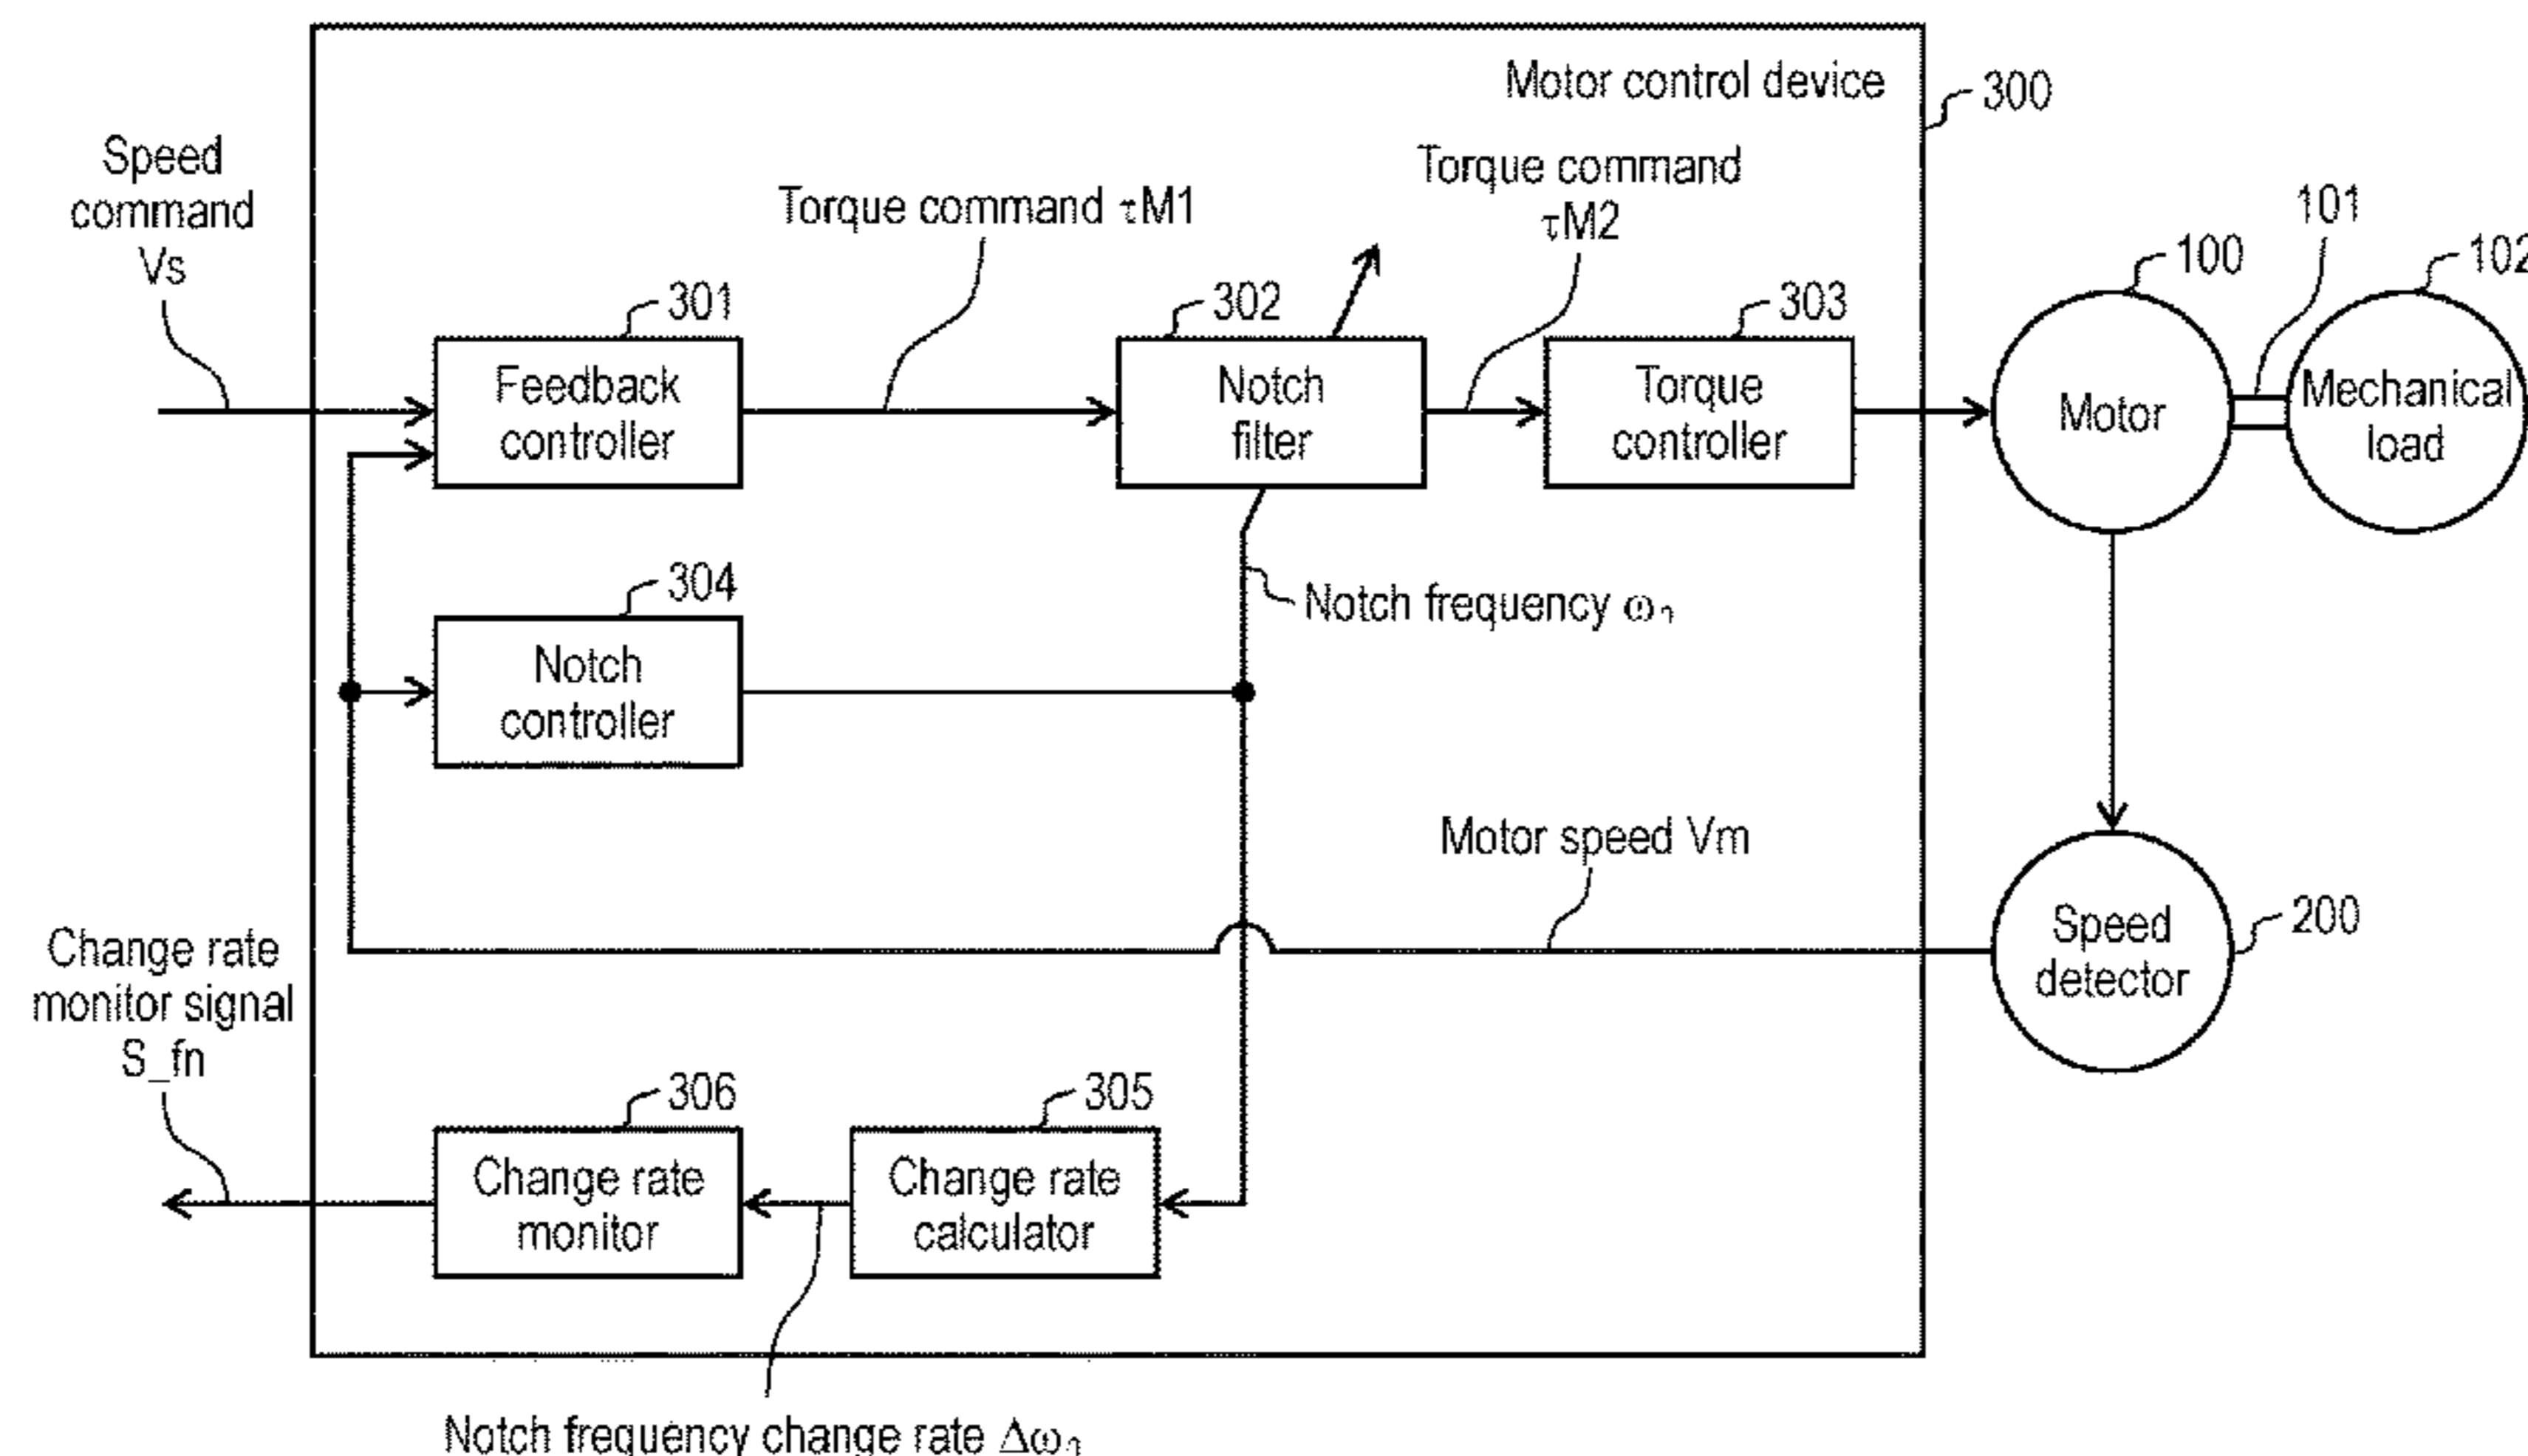 Motor control device
300
Speed
command
Vs
Torque command τM1
Torque command
τM2
101
100
102
301
302
303
Feedback
controller
Notch
filter
Torque
controller
Motor
Mechanical
load
304
Notch frequency ω₁
Notch
controller
Motor speed Vm
Change rate
monitor signal
S_fn
Speed
detector
200
306
305
Change rate
monitor
Change rate
calculator
Notch frequency change rate Δω₁